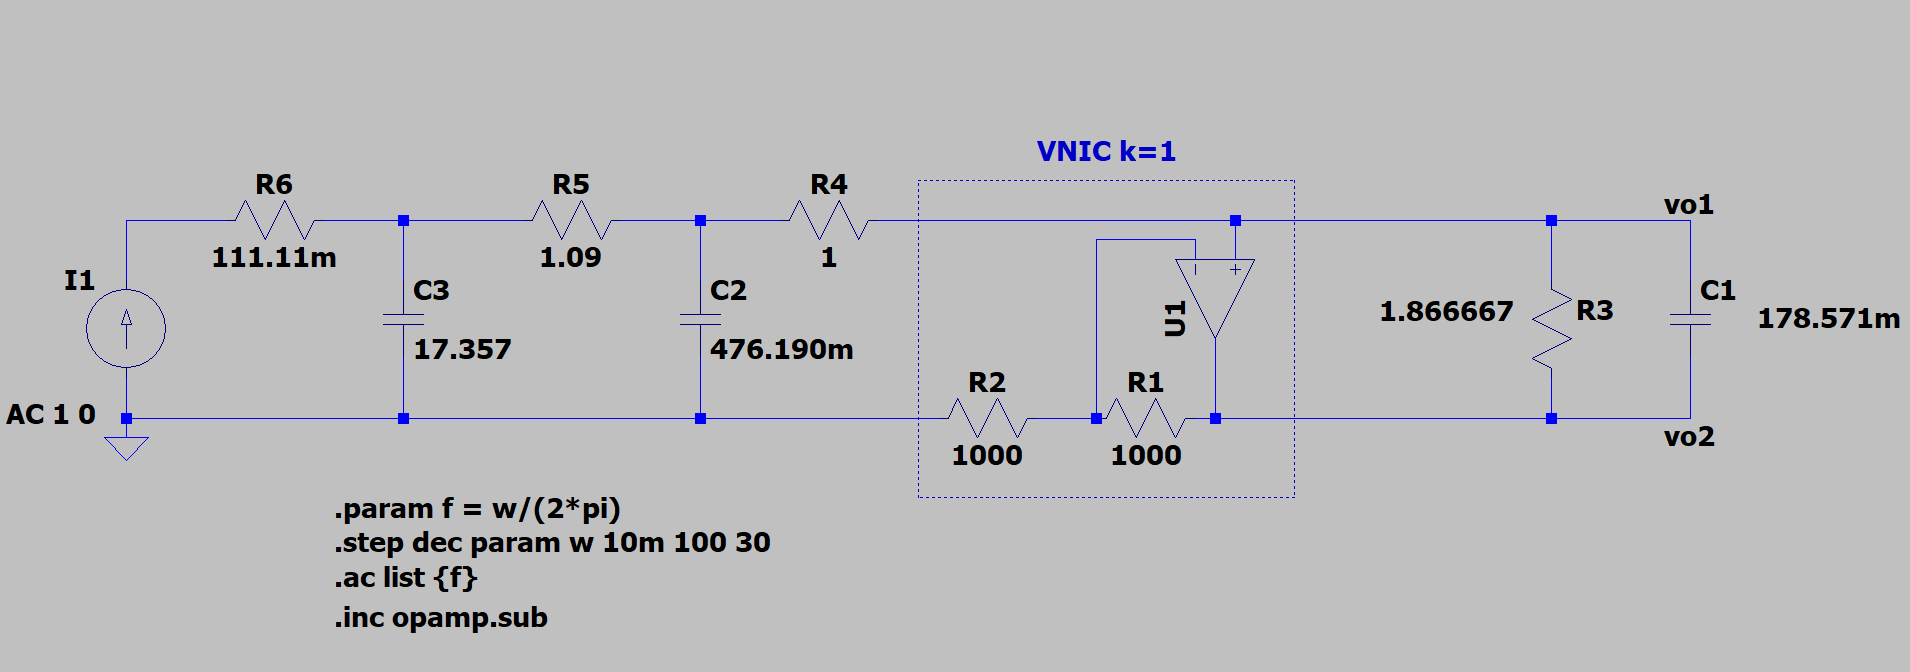 VNIC k=1
R6
R5
R4
vo1
111.11m
1.09
1
I1
C3
C2
U1
1.866667
R3
C1
178.571m
17.357
476.190m
R2
R1
AC 1 0
vo2
1000
1000
.param f = w/(2*pi)
.step dec param w 10m 100 30
.ac list {f}
.inc opamp.sub